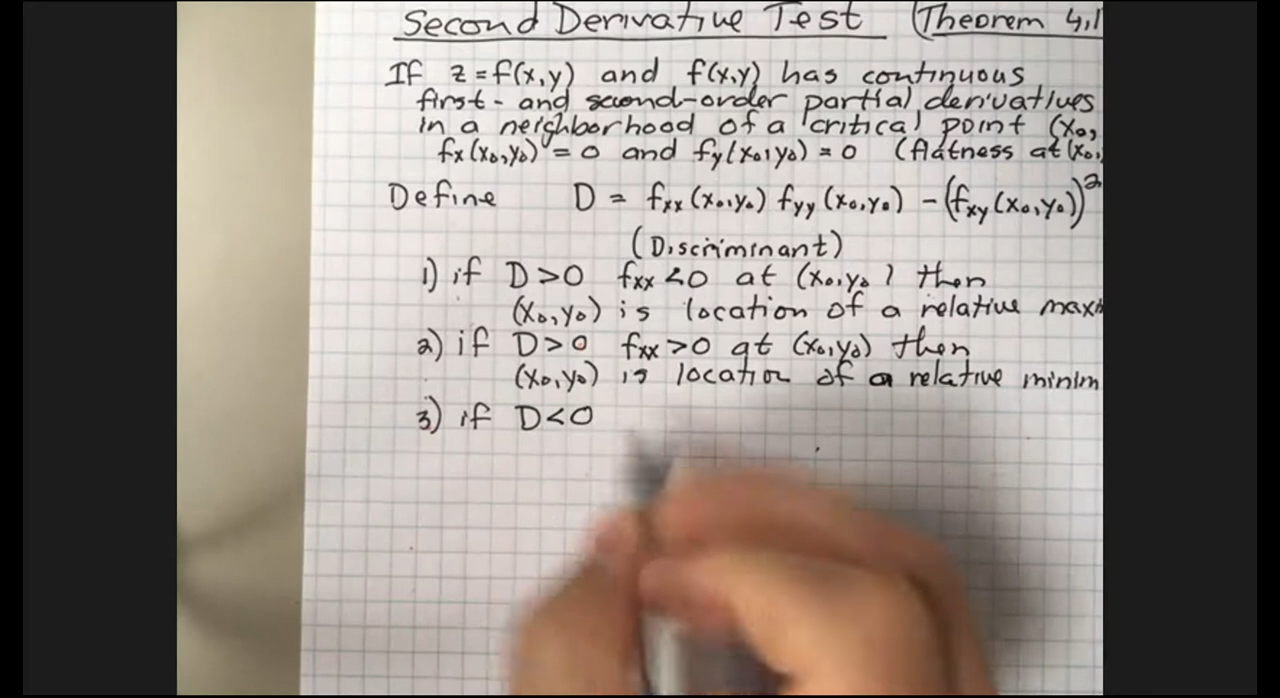 Second Derivative Test (Theorem 4,1
If z = f(x,y) and f(x,y) has continuous
first- and second-order partial derivatives
in a neighborhood of a critical point (x₀,
fx(x₀,y₀) = 0 and fy(x₀,y₀) = 0 (flatness at (x₀,
Define D = fxx(x₀,y₀) fyy(x₀,y₀) - (fxy(x₀,y₀))²
(Discriminant)
1) if D>0 fxx<0 at (x₀,y₀) then
(x₀,y₀) is location of a relative max
2) if D>0 fxx>0 at (x₀,y₀) then
(x₀,y₀) is location of a relative minim
3) if D<0